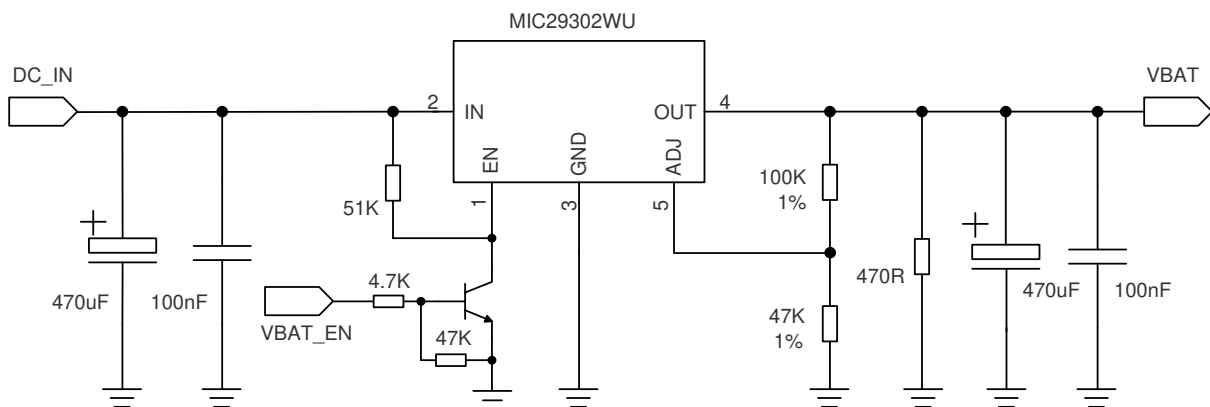 MIC29302WU
DC_IN
VBAT
2
IN
OUT
4
EN
GND
ADJ
1
3
5
51K
100K
1%
470uF
100nF
4.7K
VBAT_EN
47K
47K
1%
470R
470uF
100nF